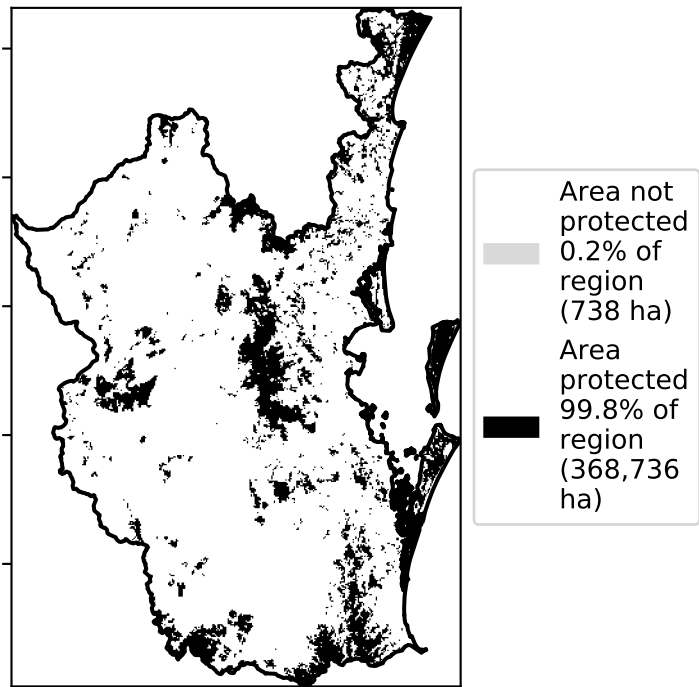 Area not
protected
0.2% of
region
(738 ha)
Area
protected
99.8% of
region
(368,736
ha)